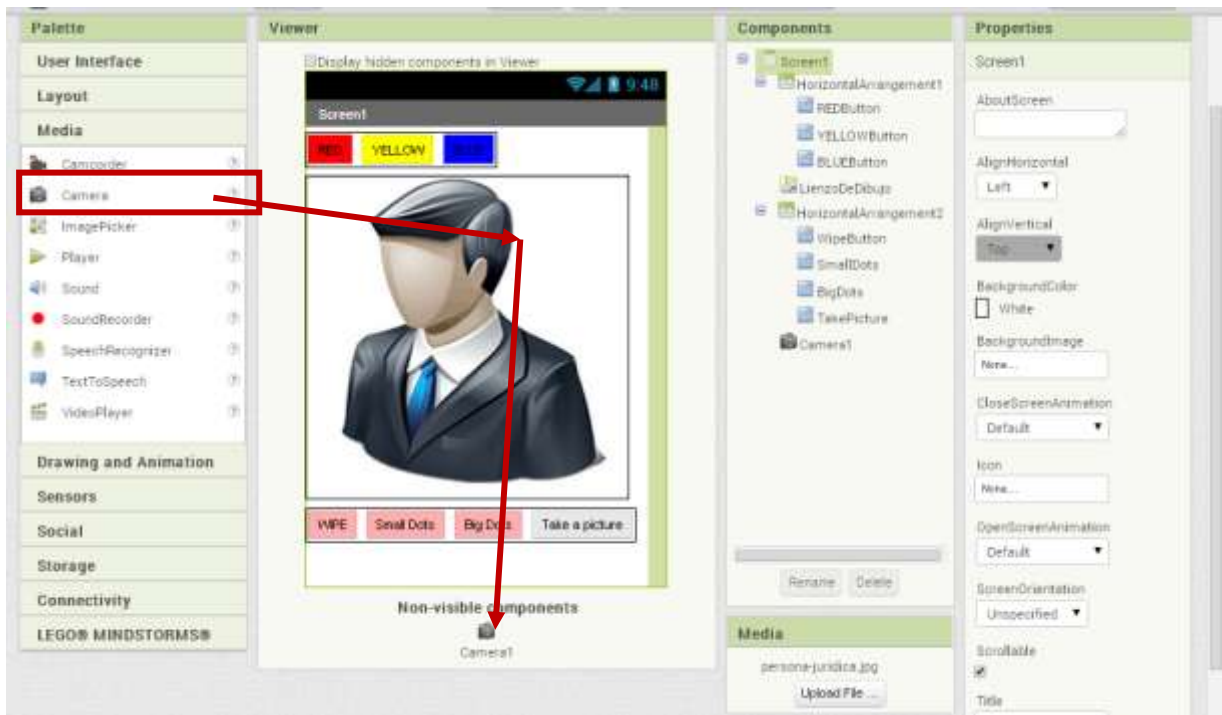 Palette
User Interface
Layout
Media
Camcorder
Camera
ImagePicker
Player
Sound
SoundRecorder
SpeechRecognizer
TextToSpeech
VideoPlayer
Drawing and Animation
Sensors
Social
Storage
Connectivity
LEGO® MINDSTORMS®
Viewer
Display hidden components in Viewer
9:48
Screen1
RED YELLOW BLUE
WIPE Small Dots Big Dots Take a picture
Non-visible components
Camera1
Components
Screen1
HorizontalArrangement1
REDButton
YELLOWButton
BLUEButton
LienzoDeDibujo
HorizontalArrangement2
WipeButton
SmallDots
BigDots
TakePicture
Camera1
Rename Delete
Media
persona-juridica.jpg
Upload File ...
Properties
Screen1
AboutScreen
AlignHorizontal
Left
AlignVertical
Top
BackgroundColor
White
BackgroundImage
None...
CloseScreenAnimation
Default
Icon
None...
OpenScreenAnimation
Default
ScreenOrientation
Unspecified
Scrollable
Title